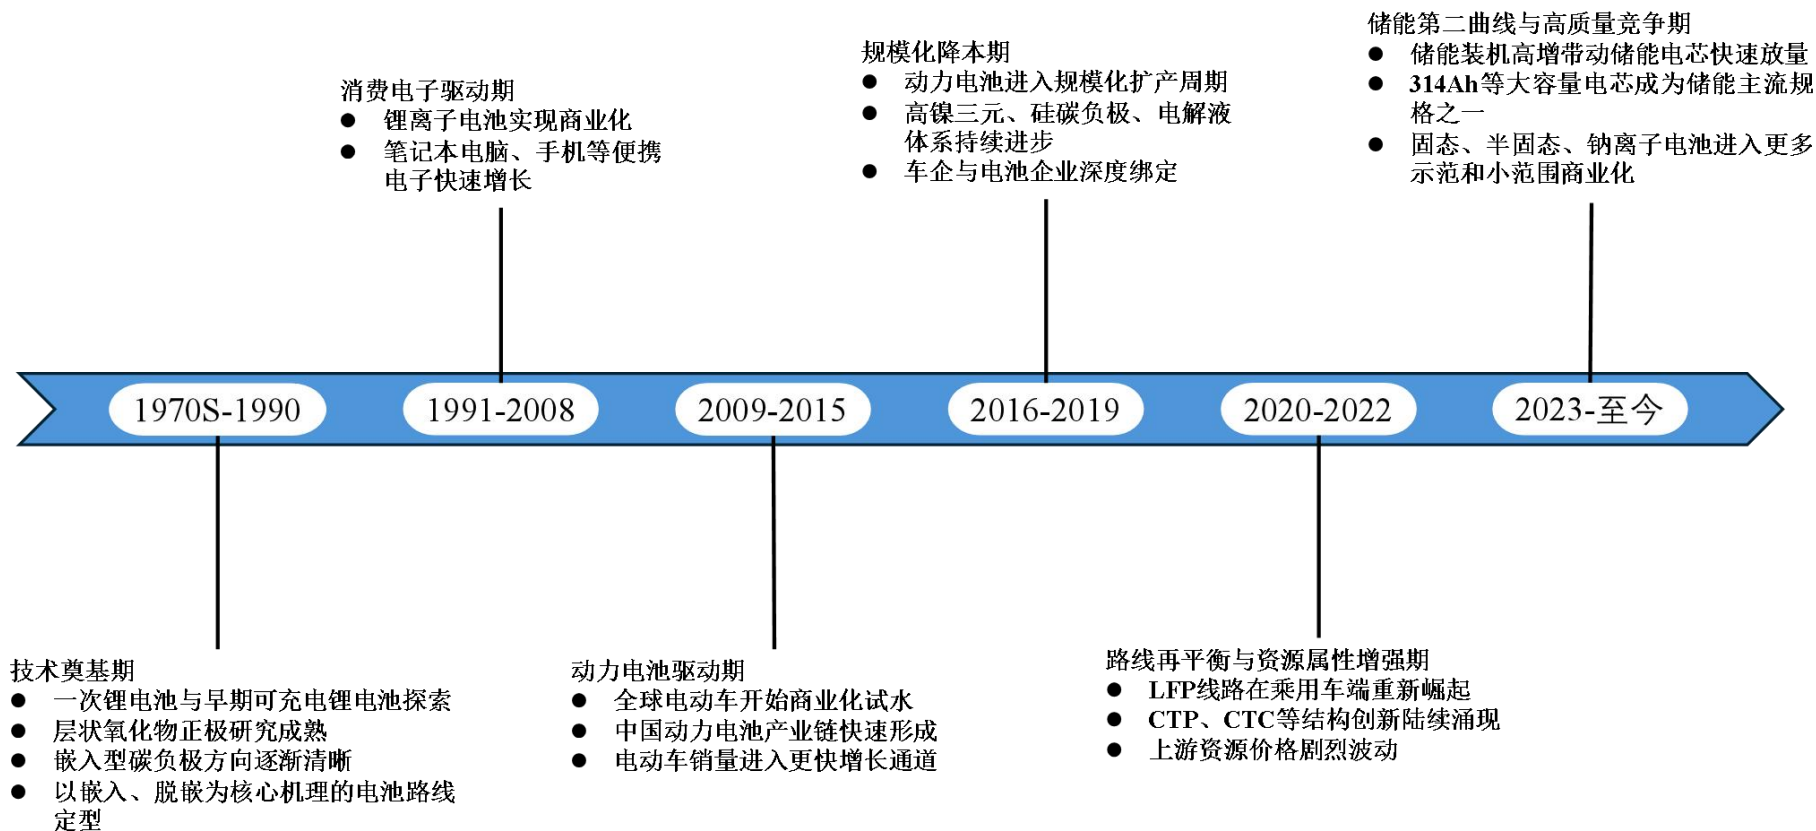 储能第二曲线与高质量竞争期
● 储能装机高增带动储能电芯快速放量
● 314Ah等大容量电芯成为储能主流规
格之一
● 固态、半固态、钠离子电池进入更多
示范和小范围商业化
规模化降本期
● 动力电池进入规模化扩产周期
● 高镍三元、硅碳负极、电解液
体系持续进步
● 车企与电池企业深度绑定
消费电子驱动期
● 锂离子电池实现商业化
● 笔记本电脑、手机等便携
电子快速增长
1970S-1990
1991-2008
2009-2015
2016-2019
2020-2022
2023-至今
技术奠基期
● 一次锂电池与早期可充电锂电池探索
● 层状氧化物正极研究成熟
● 嵌入型碳负极方向逐渐清晰
● 以嵌入、脱嵌为核心机理的电池路线
定型
动力电池驱动期
● 全球电动车开始商业化试水
● 中国动力电池产业链快速形成
● 电动车销量进入更快增长通道
路线再平衡与资源属性增强期
● LFP线路在乘用车端重新崛起
● CTP、CTC等结构创新陆续涌现
● 上游资源价格剧烈波动